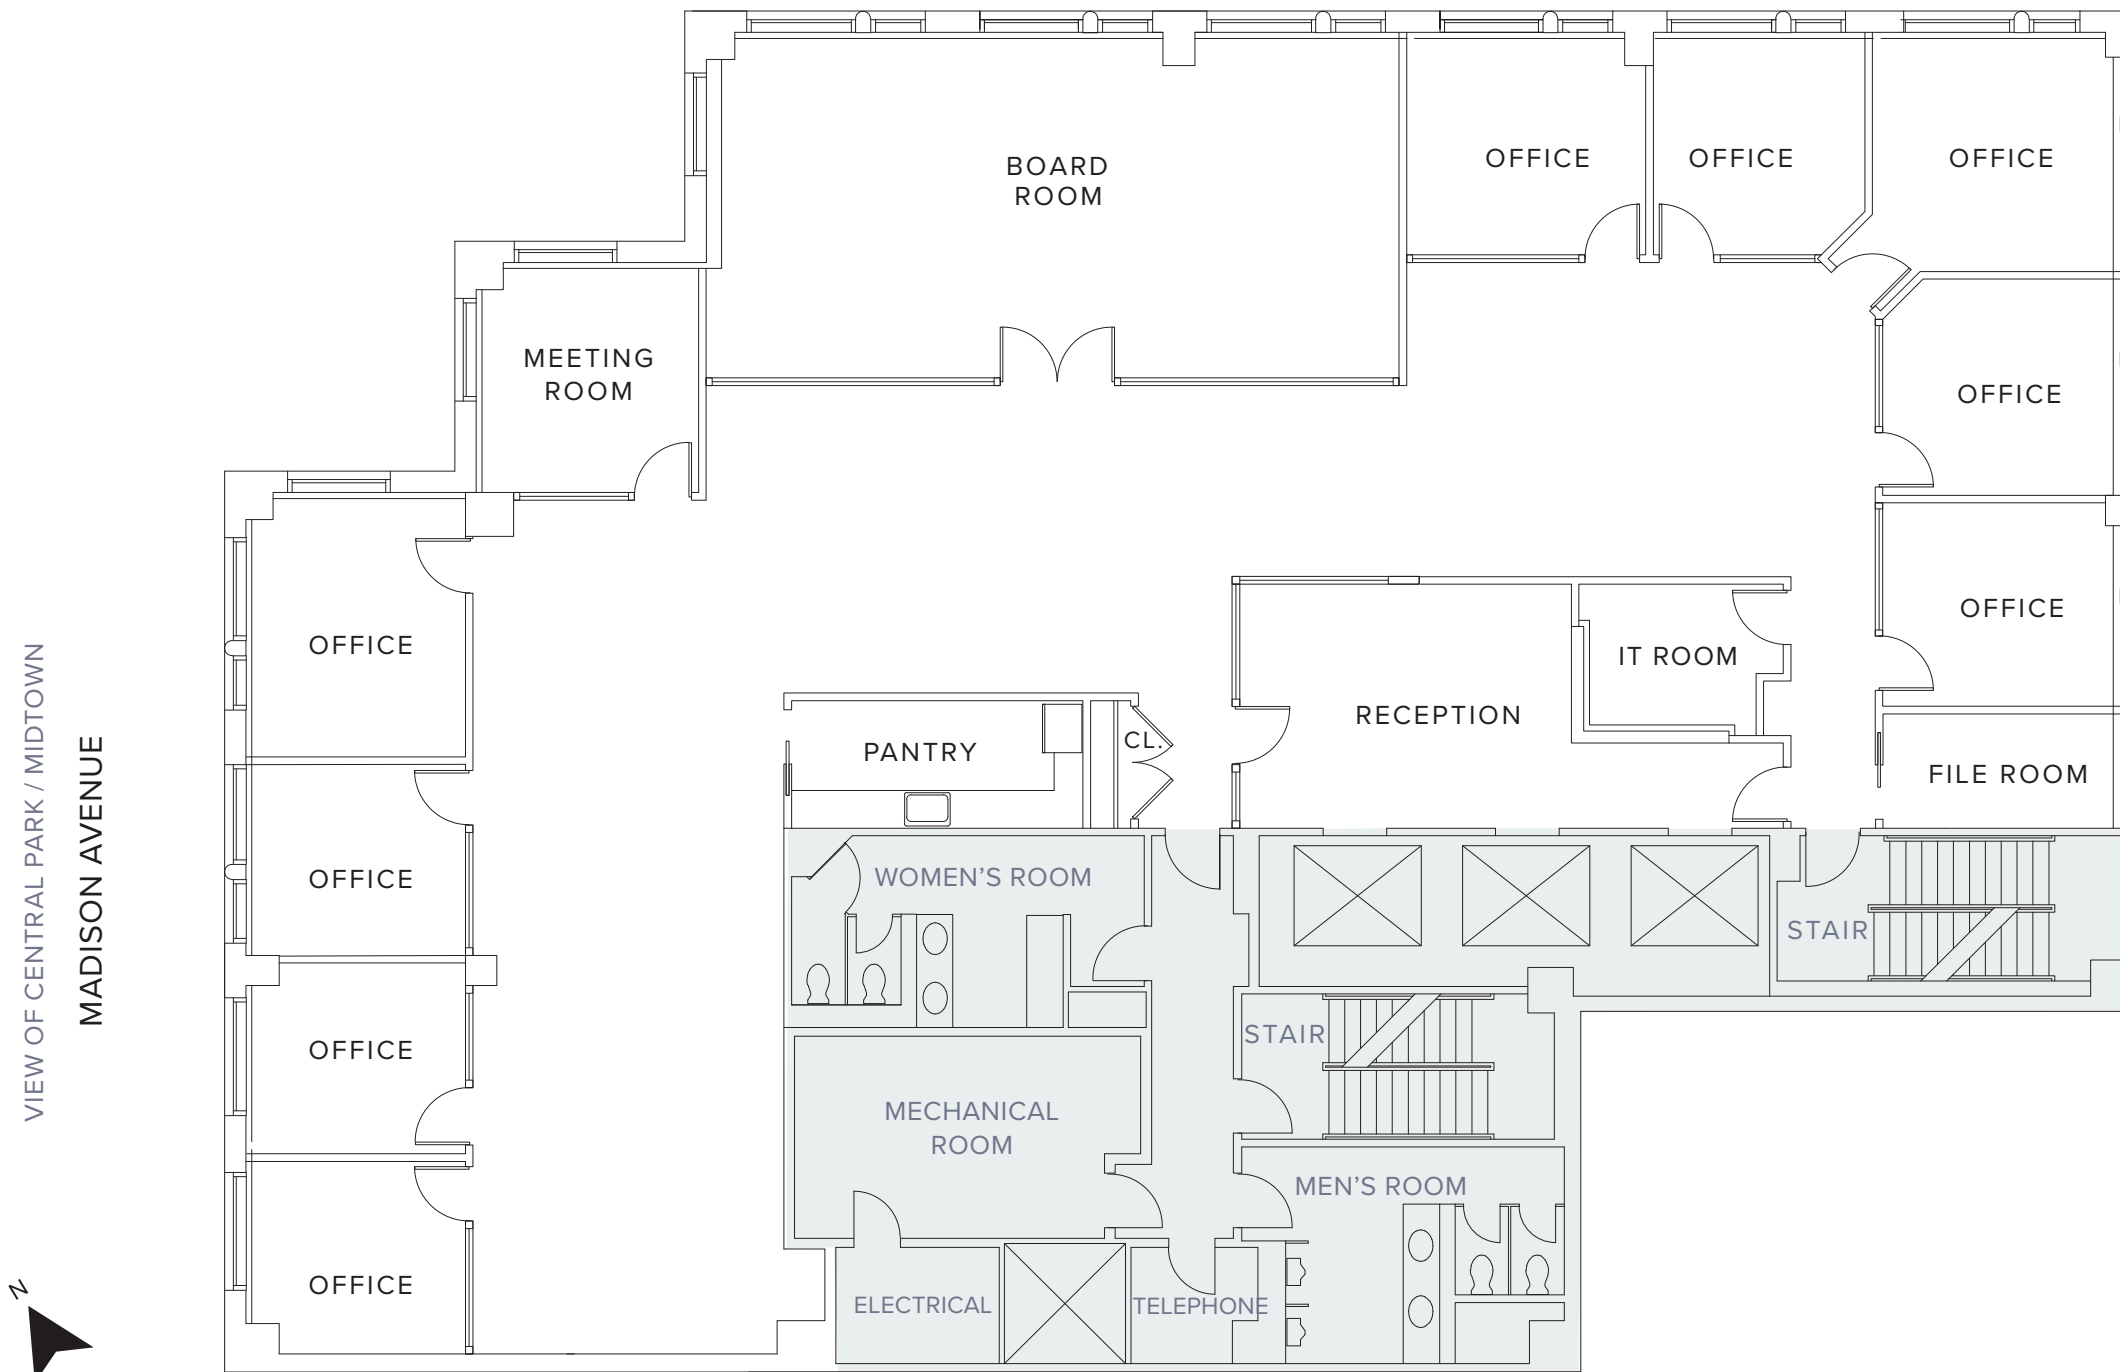 BOARD
ROOM
OFFICE
OFFICE
OFFICE
MEETING
ROOM
OFFICE
OFFICE
OFFICE
IT ROOM
RECEPTION
PANTRY
CL.
FILE ROOM
VIEW OF CENTRAL PARK / MIDTOWN
MADISON AVENUE
OFFICE
WOMEN'S ROOM
STAIR
STAIR
OFFICE
MECHANICAL
ROOM
MEN'S ROOM
OFFICE
ELECTRICAL
TELEPHONE
N